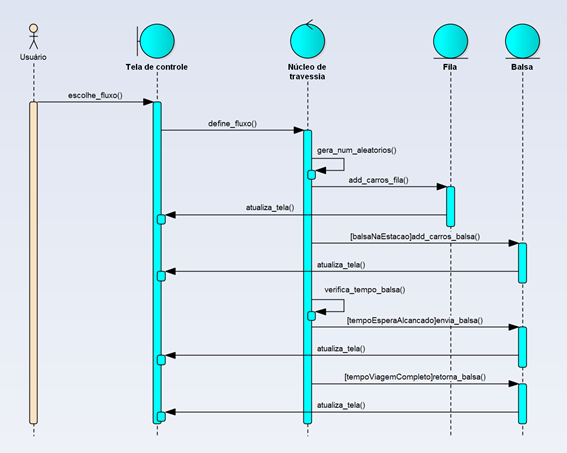 Usuário
Tela de controle
Núcleo de
travessia
Fila
Balsa
escolhe_fluxo()
define_fluxo()
gera_num_aleatorios()
add_carros_fila()
atualiza_tela()
[balsaNaEstacao]add_carros_balsa()
atualiza_tela()
verifica_tempo_balsa()
[tempoEsperaAlcancado]envia_balsa()
atualiza_tela()
[tempoViagemCompleto]retorna_balsa()
atualiza_tela()